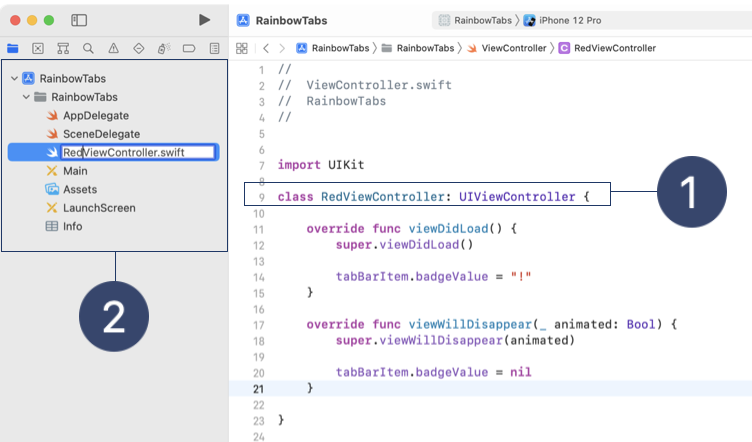 RainbowTabs
RainbowTabs 〉 iPhone 12 Pro
RainbowTabs 〉 RainbowTabs 〉 ViewController 〉 C RedViewController
RainbowTabs
RainbowTabs
AppDelegate
SceneDelegate
RedViewController.swift
Main
Assets
LaunchScreen
Info
2
1 //
2 // ViewController.swift
3 // RainbowTabs
4 //
5
6
7 import UIKit
8
9 class RedViewController: UIViewController {
10
11 override func viewDidLoad() {
12 super.viewDidLoad()
13
14 tabBarItem.badgeValue = "!"
15 }
16
17 override func viewWillDisappear(_ animated: Bool) {
18 super.viewWillDisappear(animated)
19
20 tabBarItem.badgeValue = nil
21 }
22
23 }
24
1